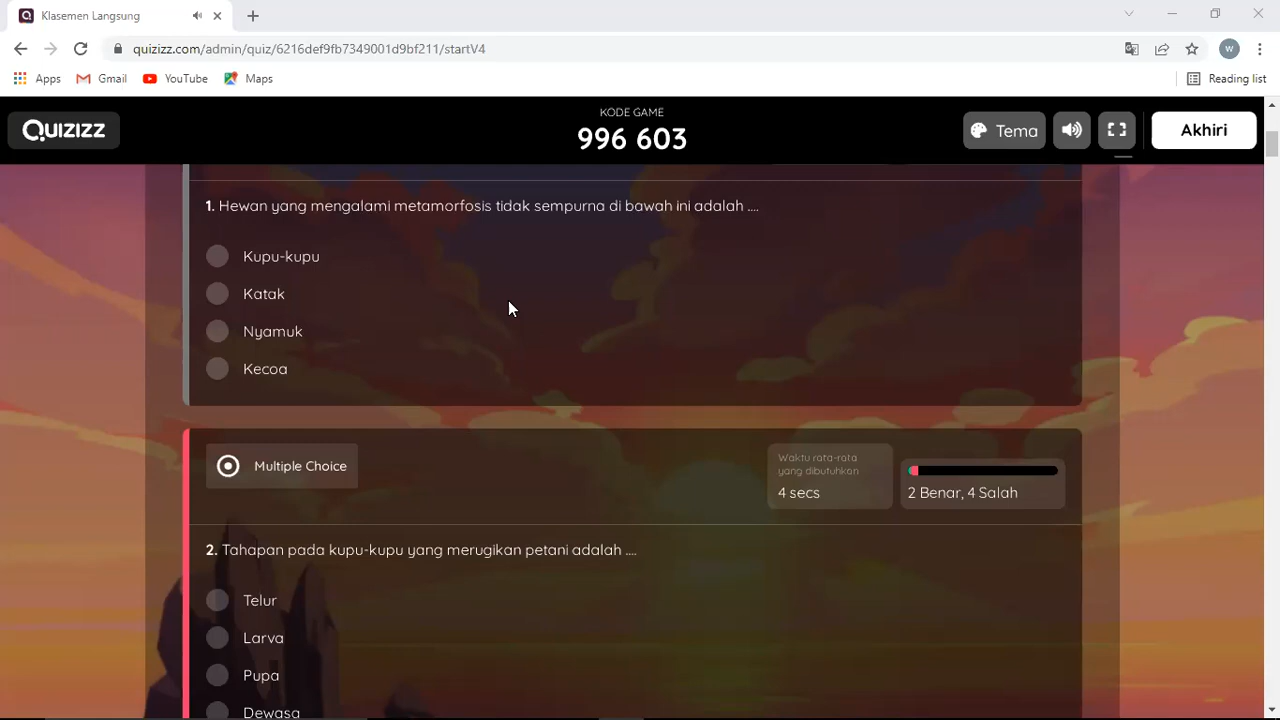 Klasemen Langsung
quizizz.com/admin/quiz/6216def9fb7349001d9bf211/startV4
W
Apps Gmail YouTube Maps Reading list
Quizizz
KODE GAME
996 603
Tema
Akhiri
1. Hewan yang mengalami metamorfosis tidak sempurna di bawah ini adalah ....
Kupu-kupu
Katak
Nyamuk
Kecoa
Multiple Choice
Waktu rata-rata
yang dibutuhkan
4 secs
2 Benar, 4 Salah
2. Tahapan pada kupu-kupu yang merugikan petani adalah ....
Telur
Larva
Pupa
Dewasa